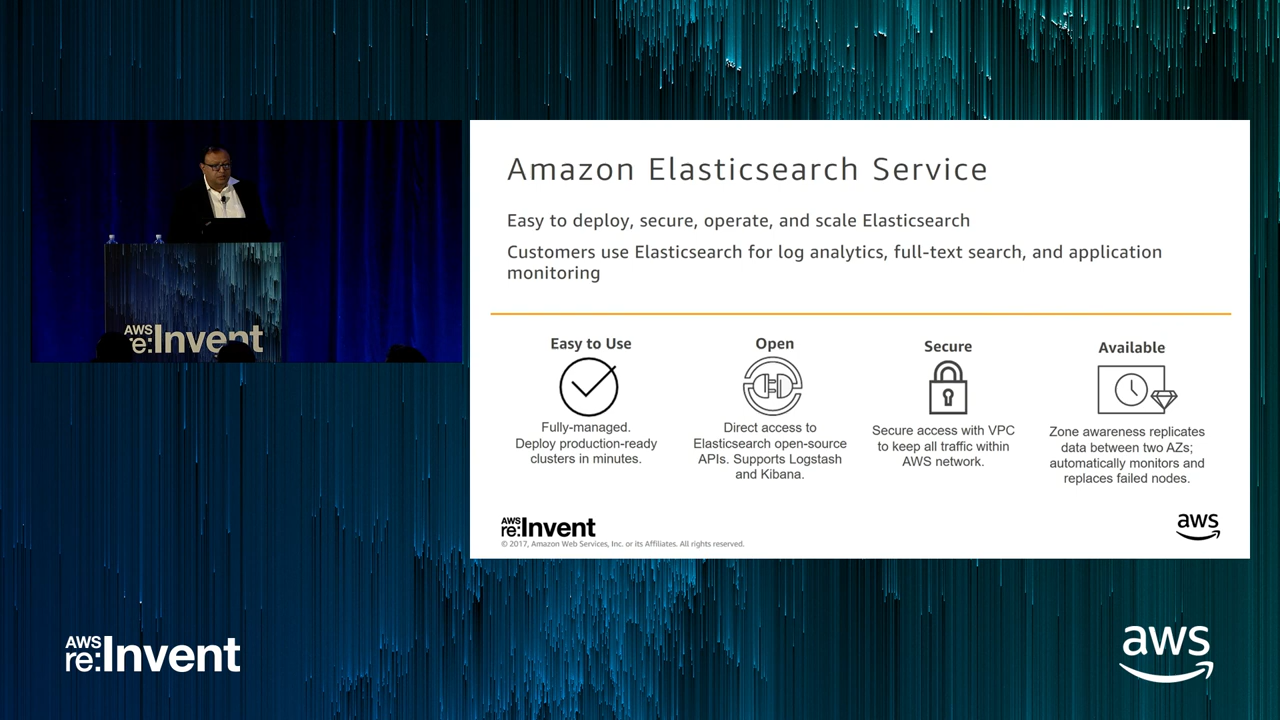 Amazon Elasticsearch Service
Easy to deploy, secure, operate, and scale Elasticsearch
Customers use Elasticsearch for log analytics, full-text search, and application
monitoring
Easy to Use
Fully-managed.
Deploy production-ready
clusters in minutes.
Open
Direct access to
Elasticsearch open-source
APIs. Supports Logstash
and Kibana.
Secure
Secure access with VPC
to keep all traffic within
AWS network.
Available
Zone awareness replicates
data between two AZs;
automatically monitors and
replaces failed nodes.
AWS
re:Invent
© 2017, Amazon Web Services, Inc. or its Affiliates. All rights reserved.
aws
AWS
re:Invent
AWS
re:Invent
aws